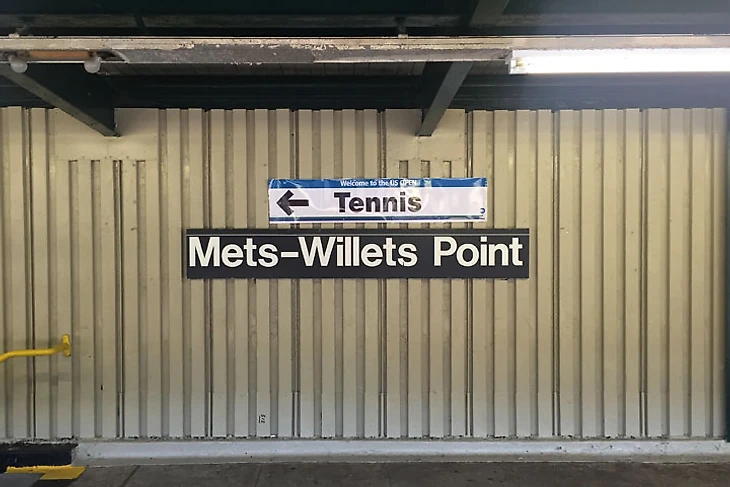 Welcome to the US OPEN
← Tennis
Mets-Willets Point